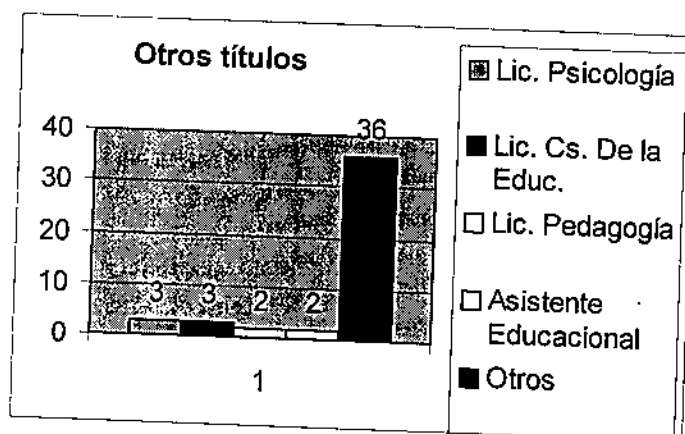 Otros títulos
40
30
20
10
0
3
3
2
2
36
1
Lic. Psicología
Lic. Cs. De la
Educ.
Lic. Pedagogía
Asistente
Educacional
Otros